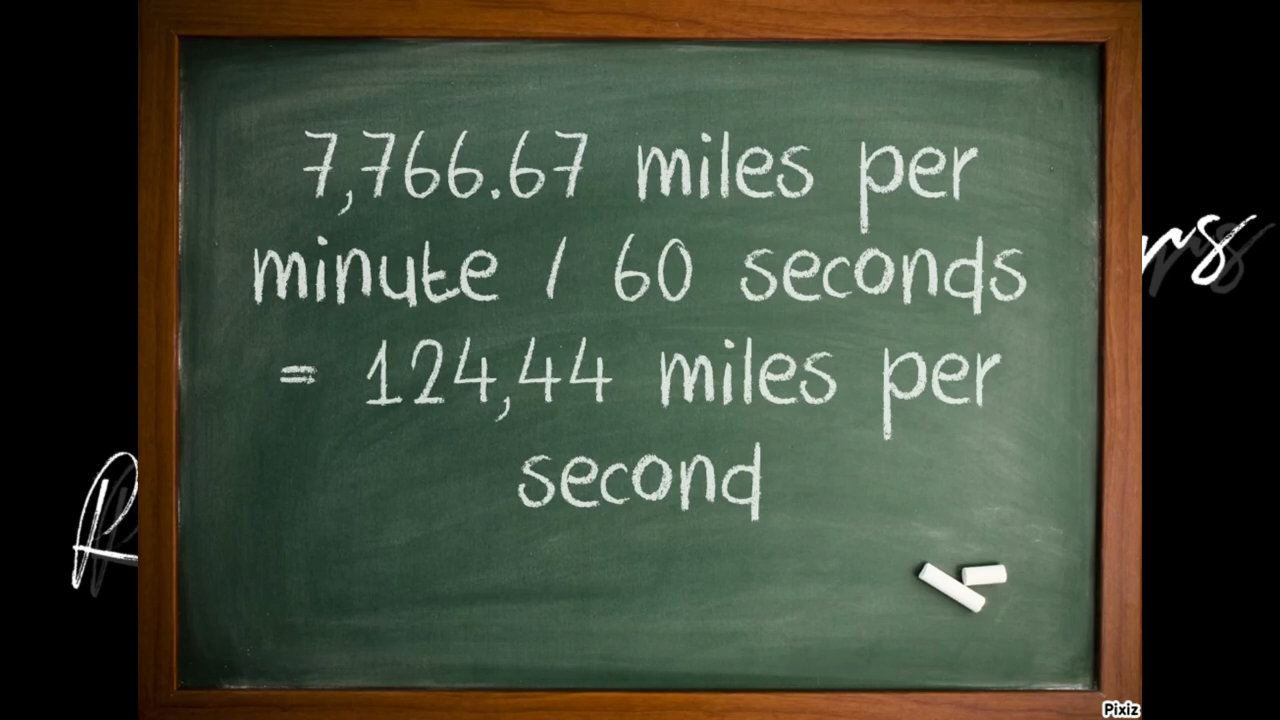 7,766.67 miles per
minute / 60 seconds
= 124,44 miles per
second
Pixiz